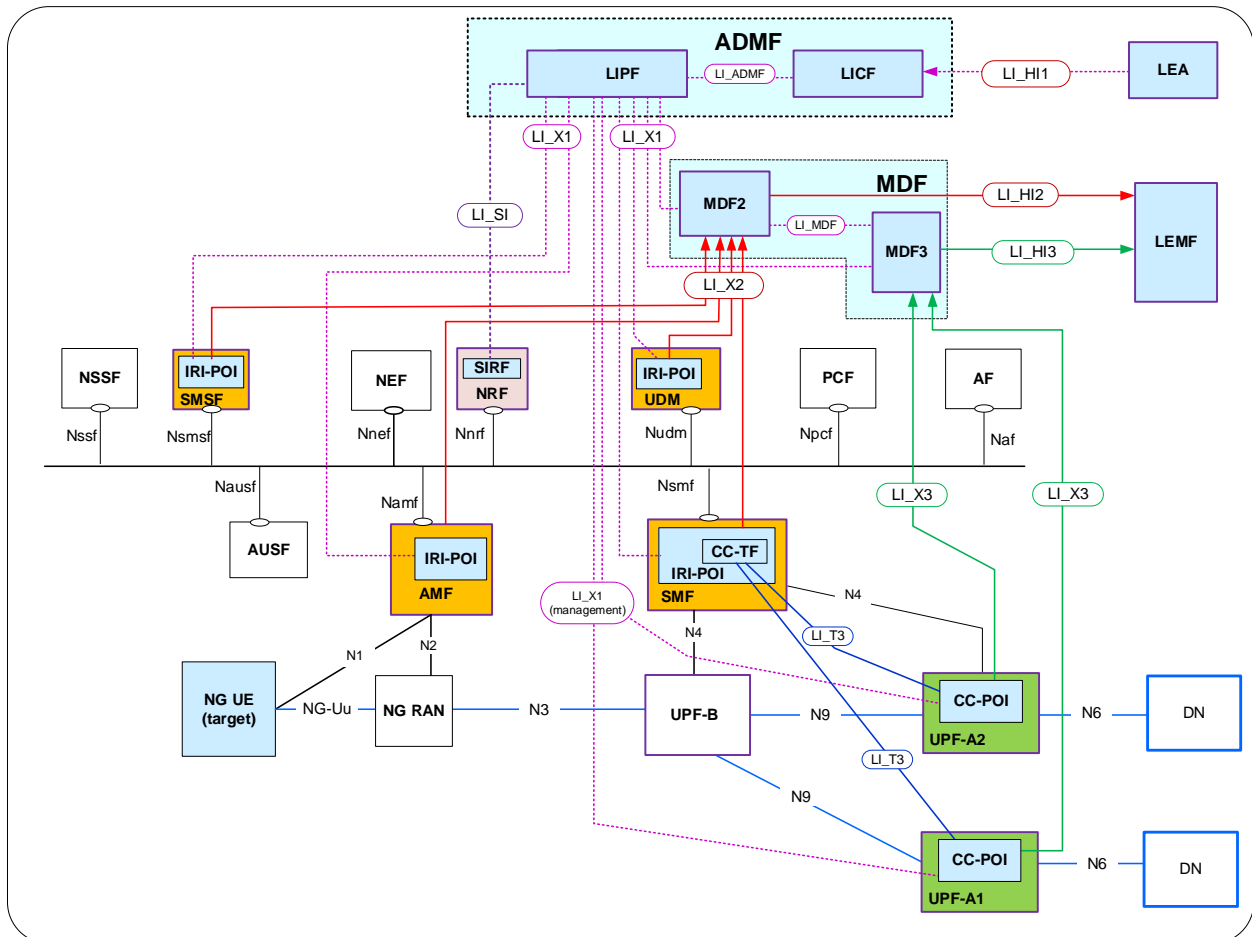 ADMF
LIPF
LI_ADMF
LICF
LI_HI1
LEA
LI_X1
LI_X1
MDF
MDF2
LI_HI2
LI_SI
LI_MDF
MDF3
LI_HI3
LEMF
LI_X2
NSSF
IRI-POI
SMSF
NEF
SIRF
NRF
IRI-POI
UDM
PCF
AF
Nssf
Nsmsf
Nnef
Nnrf
Nudm
Npcf
Naf
Nausf
Namf
Nsmf
LI_X3
LI_X3
AUSF
IRI-POI
AMF
CC-TF
IRI-POI
SMF
LI_X1
(management)
N4
N1
N2
N4
LI_T3
NG UE
(target)
NG-Uu
NG RAN
N3
UPF-B
N9
CC-POI
UPF-A2
N6
DN
LI_T3
N9
CC-POI
UPF-A1
N6
DN